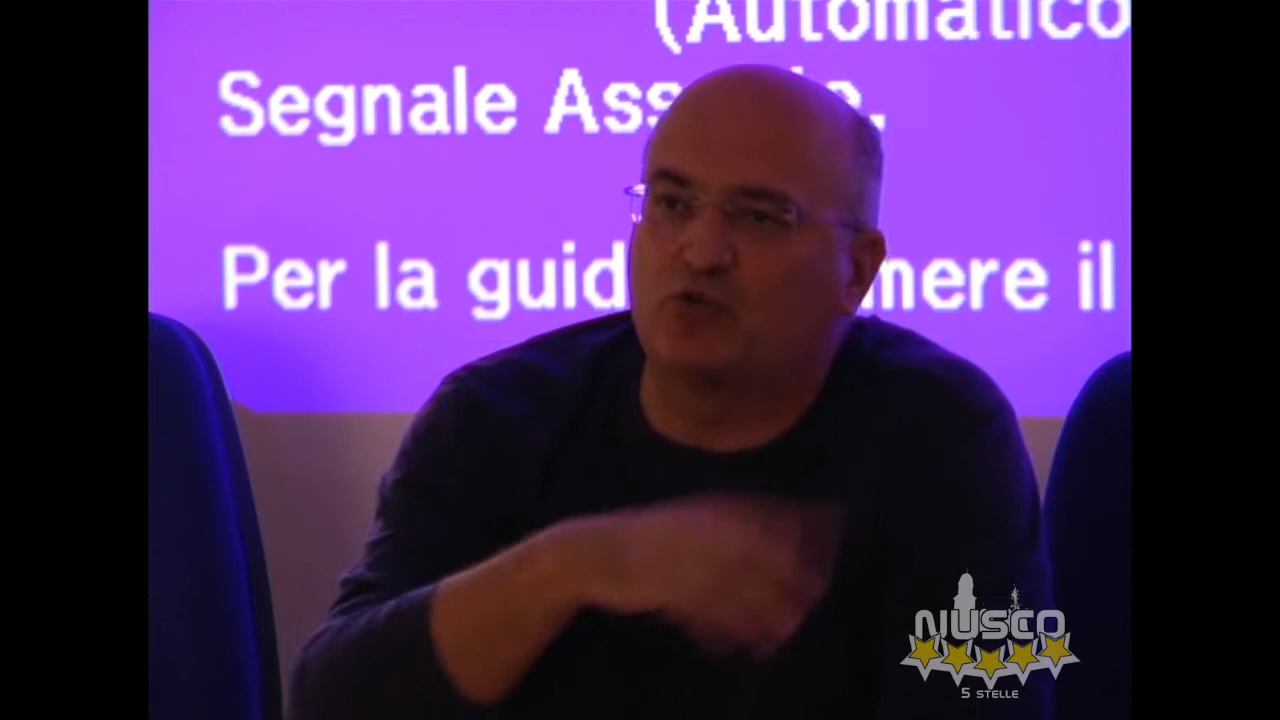 (Automatico
Segnale Ass
Per la guid mere il
NUSCO
5 STELLE